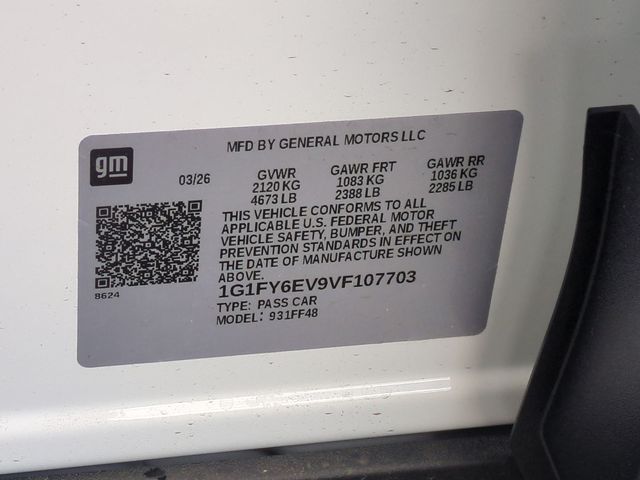 MFD BY GENERAL MOTORS LLC
gm
03/26
GVWR GAWR FRT GAWR RR
2120 KG 1083 KG 1036 KG
4673 LB 2388 LB 2285 LB
THIS VEHICLE CONFORMS TO ALL
APPLICABLE U.S. FEDERAL MOTOR
VEHICLE SAFETY, BUMPER, AND THEFT
PREVENTION STANDARDS IN EFFECT ON
THE DATE OF MANUFACTURE SHOWN
ABOVE.
8624
1G1FY6EV9VF107703
TYPE: PASS CAR
MODEL: 931FF48